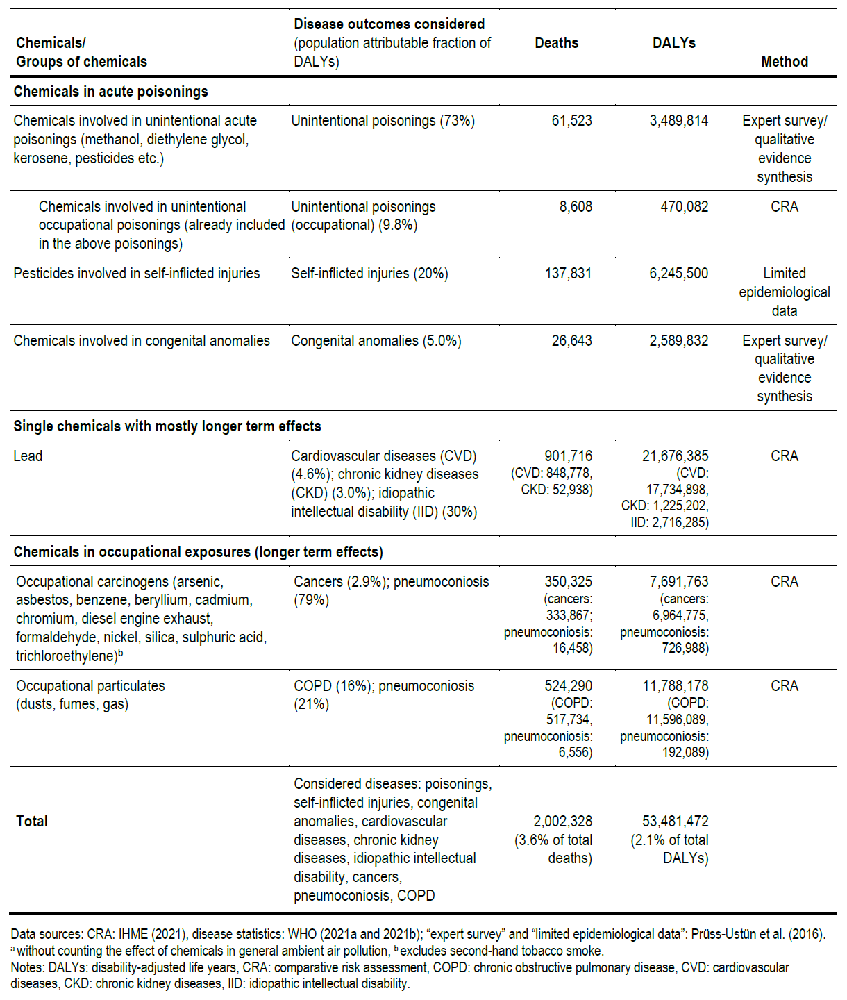 Chemicals/
Groups of chemicals
Disease outcomes considered
(population attributable fraction of
DALYs)
Deaths
DALYs
Method
Chemicals in acute poisonings
Chemicals involved in unintentional acute
poisonings (methanol, diethylene glycol,
kerosene, pesticides etc.)
Unintentional poisonings (73%)
61,523
3,489,814
Expert survey/
qualitative
evidence
synthesis
Chemicals involved in unintentional
occupational poisonings (already included
in the above poisonings)
Unintentional poisonings
(occupational) (9.8%)
8,608
470,082
CRA
Pesticides involved in self-inflicted injuries
Self-inflicted injuries (20%)
137,831
6,245,500
Limited
epidemiological
data
Chemicals involved in congenital anomalies
Congenital anomalies (5.0%)
26,643
2,589,832
Expert survey/
qualitative
evidence
synthesis
Single chemicals with mostly longer term effects
Lead
Cardiovascular diseases (CVD)
(4.6%); chronic kidney diseases
(CKD) (3.0%); idiopathic
intellectual disability (IID) (30%)
901,716
(CVD: 848,778,
CKD: 52,938)
21,676,385
(CVD:
17,734,898,
CKD: 1,225,202,
IID: 2,716,285)
CRA
Chemicals in occupational exposures (longer term effects)
Occupational carcinogens (arsenic,
asbestos, benzene, beryllium, cadmium,
chromium, diesel engine exhaust,
formaldehyde, nickel, silica, sulphuric acid,
trichloroethylene)b
Cancers (2.9%); pneumoconiosis
(79%)
350,325
(cancers:
333,867;
pneumoconiosis:
16,458)
7,691,763
(cancers:
6,964,775,
pneumoconiosis:
726,988)
CRA
Occupational particulates
(dusts, fumes, gas)
COPD (16%); pneumoconiosis
(21%)
524,290
(COPD:
517,734,
pneumoconiosis:
6,556)
11,788,178
(COPD:
11,596,089,
pneumoconiosis:
192,089)
CRA
Total
Considered diseases: poisonings,
self-inflicted injuries, congenital
anomalies, cardiovascular
diseases, chronic kidney
diseases, idiopathic intellectual
disability, cancers,
pneumoconiosis, COPD
2,002,328
(3.6% of total
deaths)
53,481,472
(2.1% of total
DALYs)
Data sources: CRA: IHME (2021), disease statistics: WHO (2021a and 2021b); “expert survey” and “limited epidemiological data”: Prüss-Ustün et al. (2016).
a without counting the effect of chemicals in general ambient air pollution, b excludes second-hand tobacco smoke.
Notes: DALYs: disability-adjusted life years, CRA: comparative risk assessment, COPD: chronic obstructive pulmonary disease, CVD: cardiovascular
diseases, CKD: chronic kidney diseases, IID: idiopathic intellectual disability.